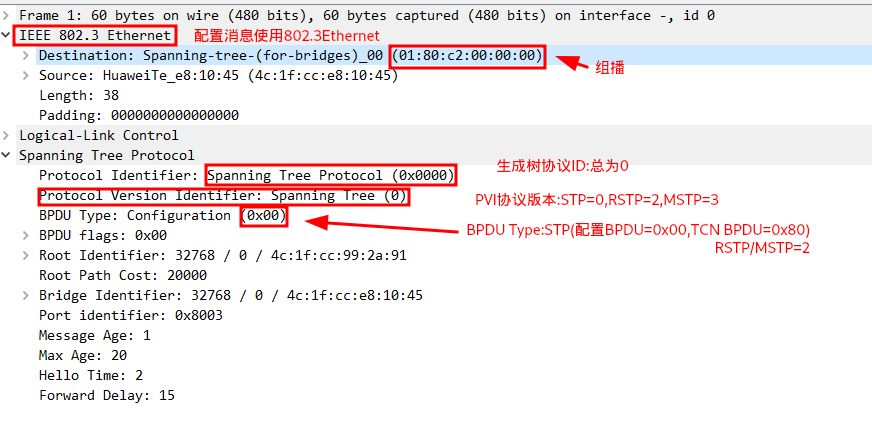 Frame 1: 60 bytes on wire (480 bits), 60 bytes captured (480 bits) on interface -, id 0
IEEE 802.3 Ethernet 配置消息使用802.3Ethernet
Destination: Spanning-tree-(for-bridges)_00 (01:80:c2:00:00:00)
组播
Source: HuaweiTe_e8:10:45 (4c:1f:cc:e8:10:45)
Length: 38
Padding: 0000000000000000
Logical-Link Control
Spanning Tree Protocol
生成树协议ID:总为0
Protocol Identifier: Spanning Tree Protocol (0x0000)
Protocol Version Identifier: Spanning Tree (0) PVI协议版本:STP=0,RSTP=2,MSTP=3
BPDU Type: Configuration (0x00)
BPDU Type:STP(配置BPDU=0x00,TCN BPDU=0x80)
BPDU flags: 0x00
RSTP/MSTP=2
Root Identifier: 32768 / 0 / 4c:1f:cc:99:2a:91
Root Path Cost: 20000
Bridge Identifier: 32768 / 0 / 4c:1f:cc:e8:10:45
Port identifier: 0x8003
Message Age: 1
Max Age: 20
Hello Time: 2
Forward Delay: 15